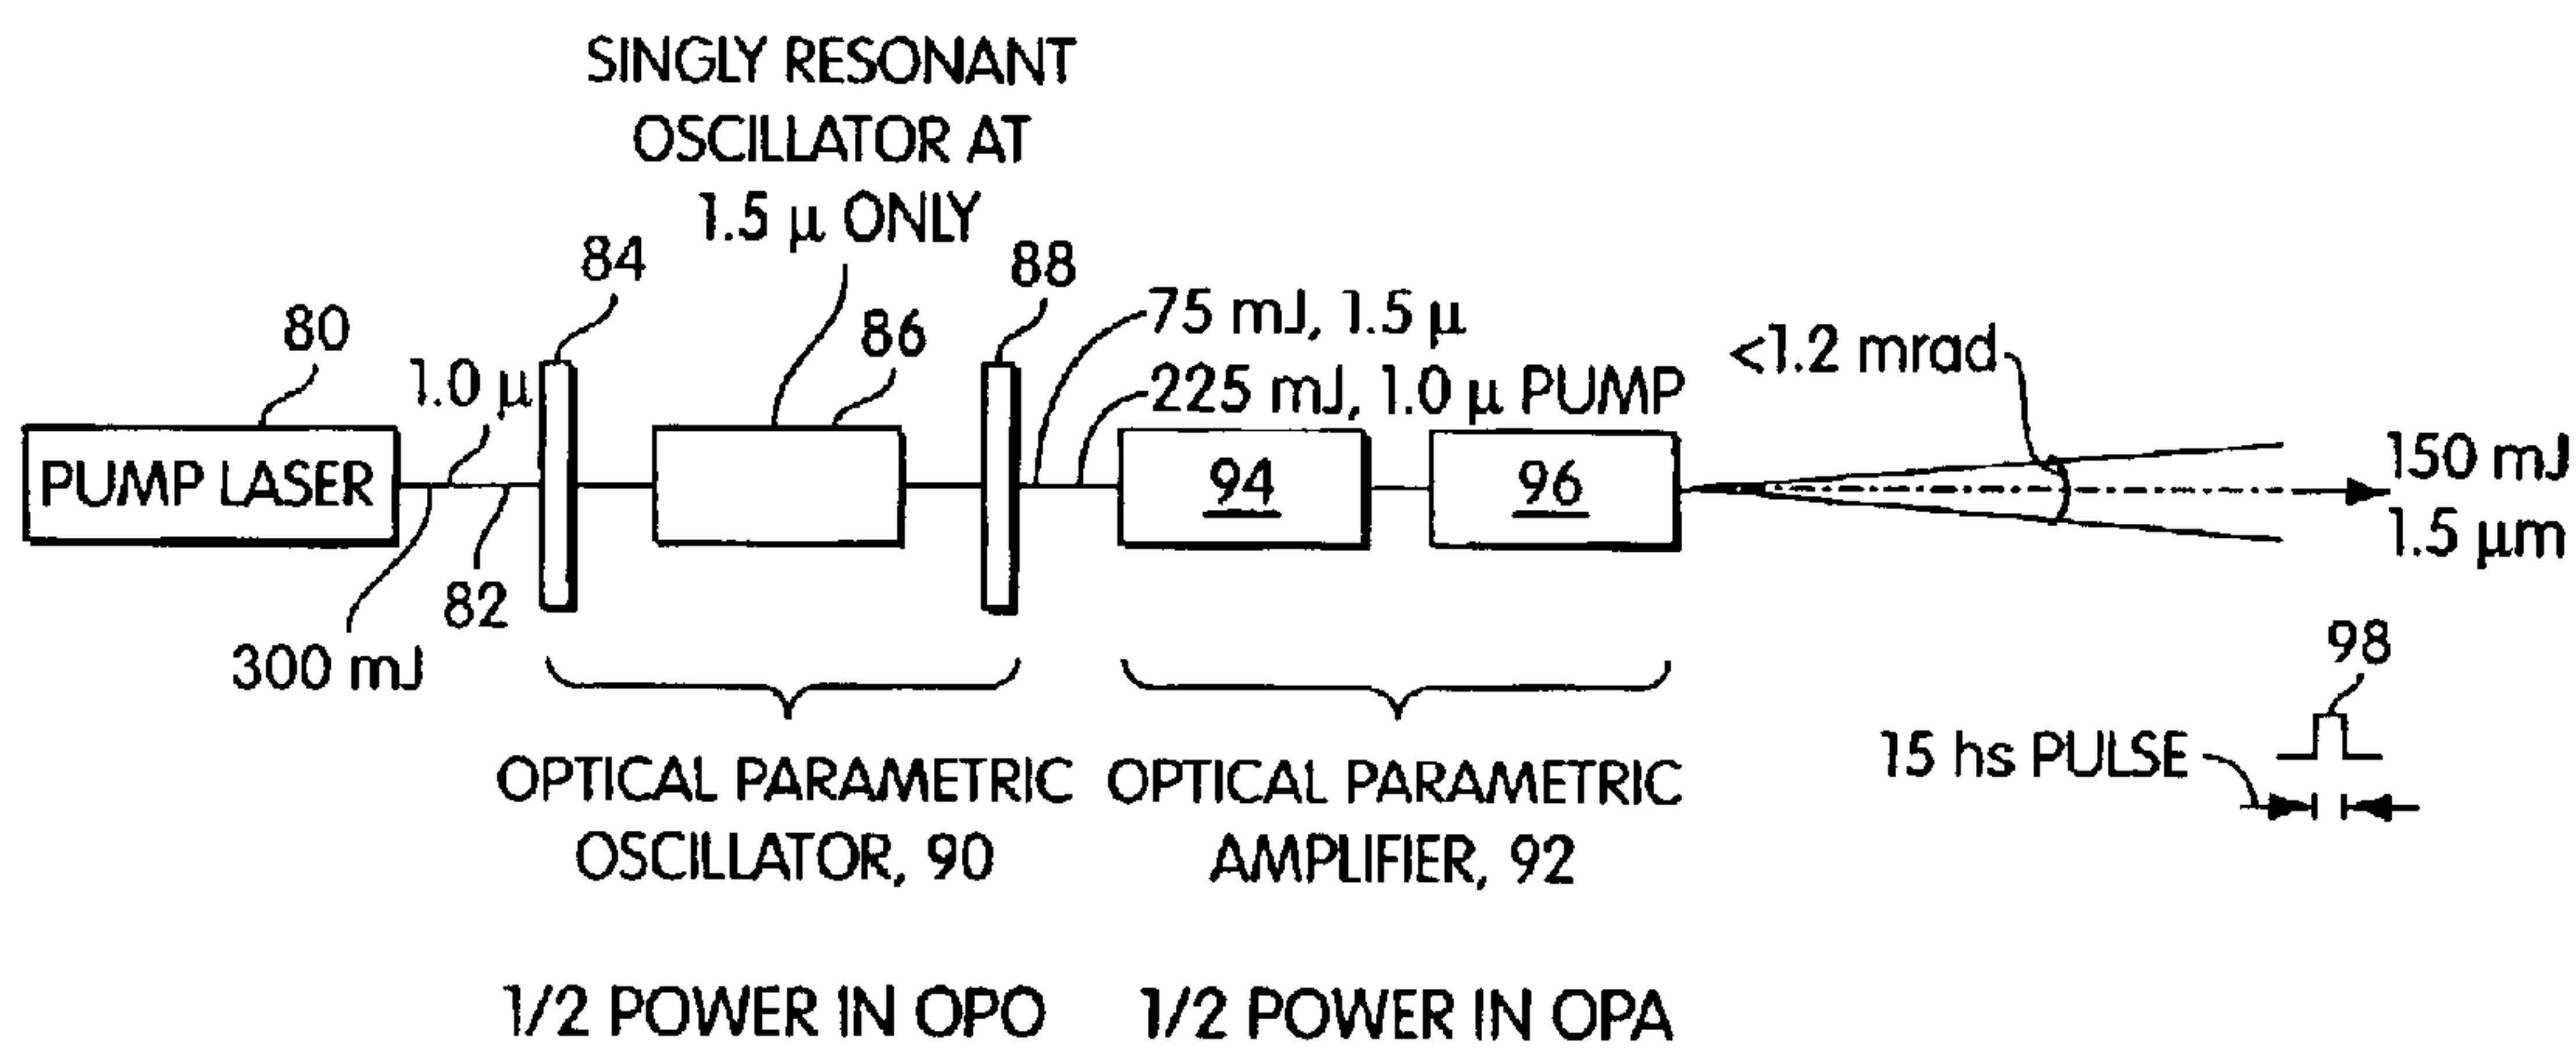 SINGLY RESONANT
OSCILLATOR AT
1.5 μ ONLY
84
88
80
1.0 μ
86
75 mJ, 1.5 μ
225 mJ, 1.0 μ PUMP
<1.2 mrad
PUMP LASER
94
96
150 mJ
1.5 μm
82
300 mJ
98
15 hs PULSE
OPTICAL PARAMETRIC
OSCILLATOR, 90
OPTICAL PARAMETRIC
AMPLIFIER, 92
1/2 POWER IN OPO
1/2 POWER IN OPA